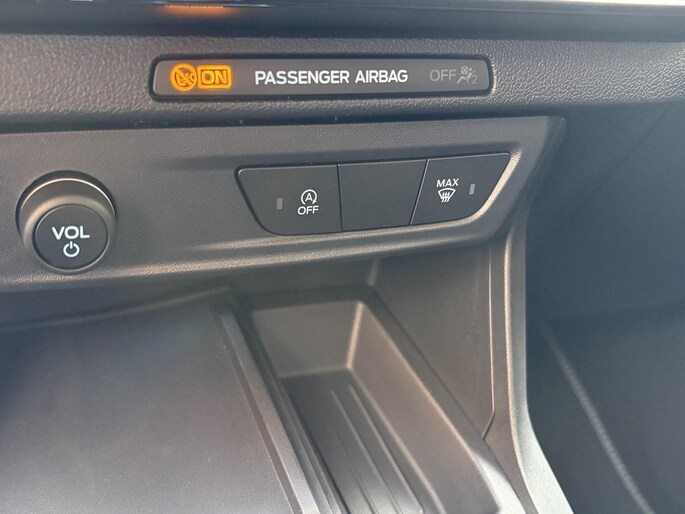 ON PASSENGER AIRBAG OFF
VOL
A
OFF
MAX